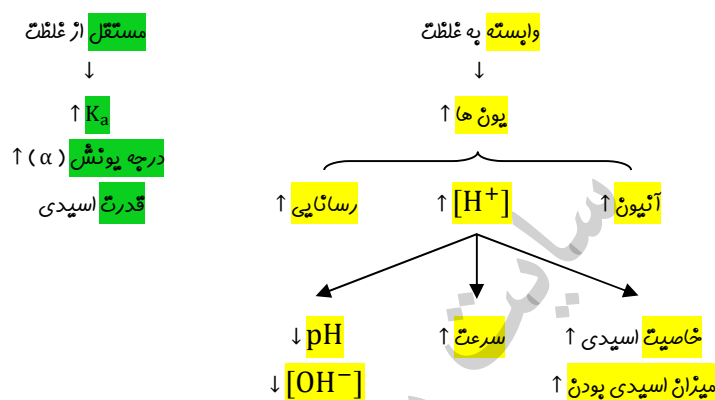 وابسته به غلظت
مستقل از غلظت
↓
↓
یون ها ↑
Kₐ ↑
درجه یونش (α) ↑
قدرت اسیدی
آنیون ↑
[H⁺] ↑
رسانایی ↑
خاصیت اسیدی ↑
سرعت ↑
pH ↓
میزان اسیدی بودن ↑
[OH⁻] ↓
سایت